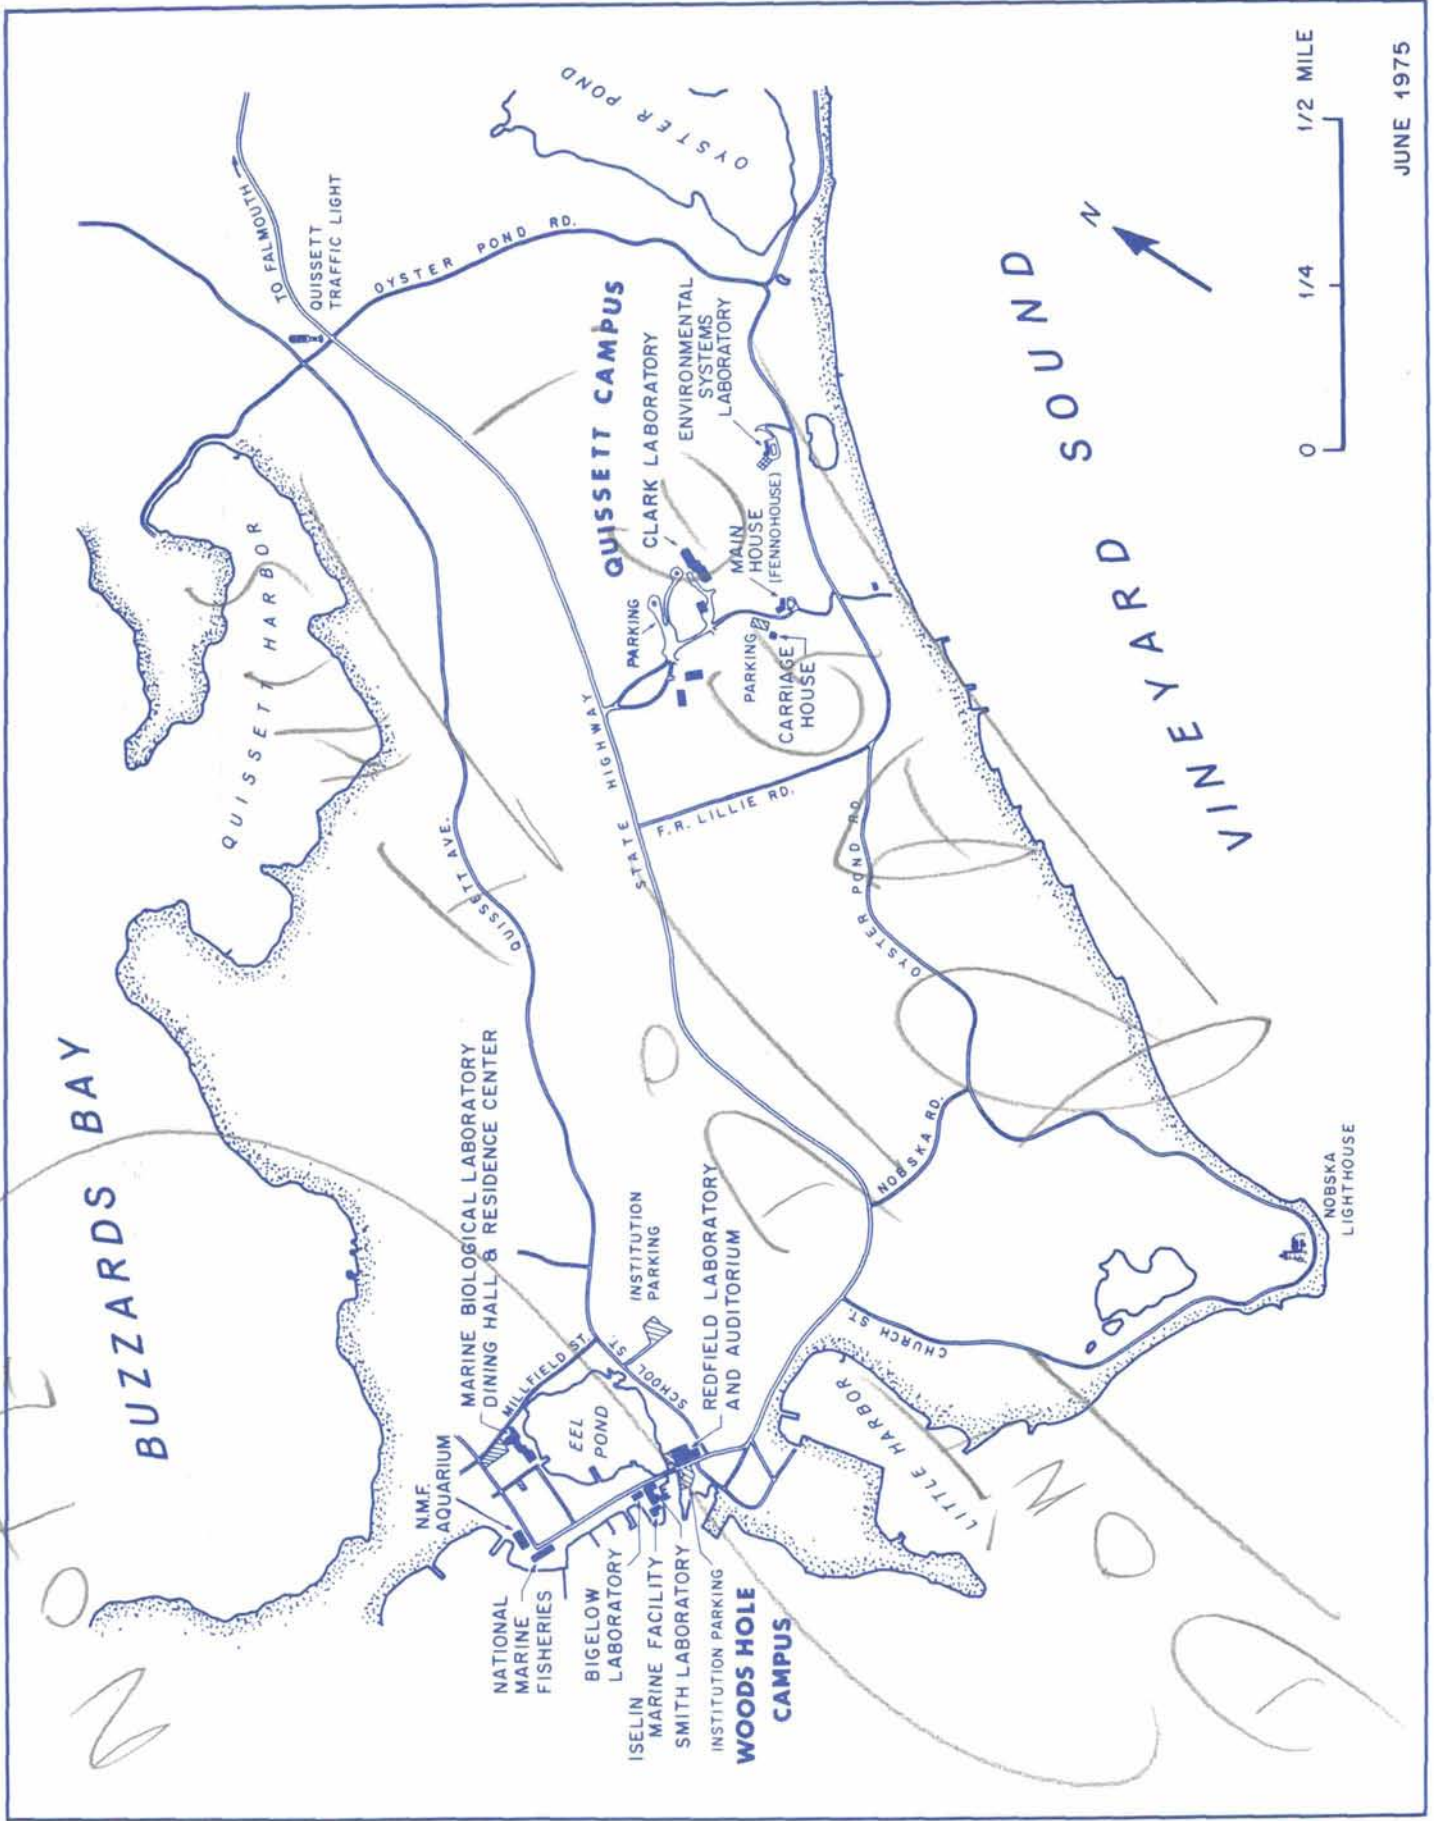 BUZZARDS BAY
QUISSETT HARBOR
TO FALMOUTH
QUISSETT
TRAFFIC LIGHT
OYSTER POND RD.
OYSTER POND
QUISSETT AVE.
STATE HIGHWAY
QUISSETT CAMPUS
CLARK LABORATORY
ENVIRONMENTAL
SYSTEMS
LABORATORY
PARKING
MAIN
HOUSE
(FENNO HOUSE)
PARKING
CARRIAGE
HOUSE
F.R. LILLIE RD.
OYSTER POND RD.
NOBSKA RD.
MARINE BIOLOGICAL LABORATORY
DINING HALL & RESIDENCE CENTER
INSTITUTION
PARKING
MILLFIELD ST.
SCHOOL ST.
REDFIELD LABORATORY
AND AUDITORIUM
EEL
POND
N.M.F.
AQUARIUM
NATIONAL
MARINE
FISHERIES
BIGELOW
LABORATORY
ISELIN
MARINE FACILITY
SMITH LABORATORY
INSTITUTION PARKING
WOODS HOLE
CAMPUS
CHURCH ST.
LITTLE HARBOR
NOBSKA
LIGHTHOUSE
VINEYARD SOUND
N
0 1/4 1/2 MILE
JUNE 1975